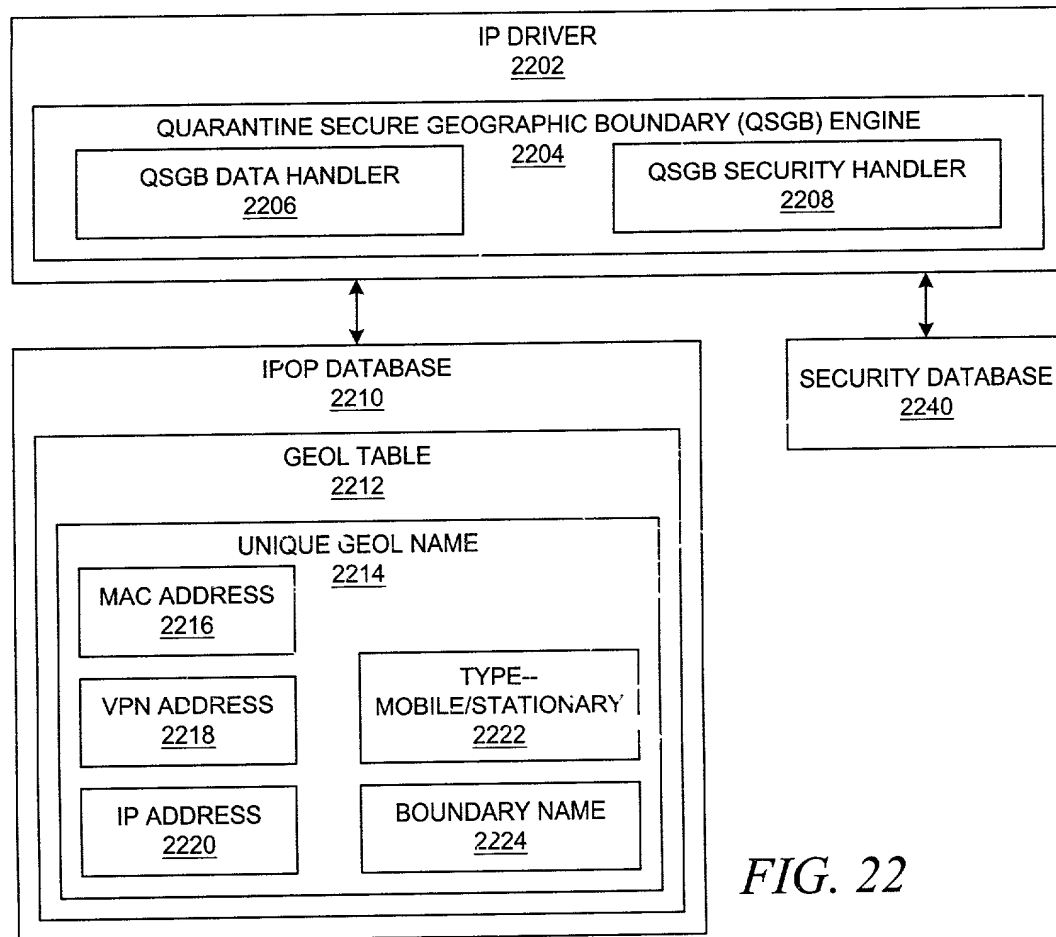 IP DRIVER
2202
QUARANTINE SECURE GEOGRAPHIC BOUNDARY (QSGB) ENGINE
2204
QSGB DATA HANDLER
2206
QSGB SECURITY HANDLER
2208
IPOP DATABASE
2210
SECURITY DATABASE
2240
GEOL TABLE
2212
UNIQUE GEOL NAME
2214
MAC ADDRESS
2216
TYPE--
MOBILE/STATIONARY
2222
VPN ADDRESS
2218
IP ADDRESS
2220
BOUNDARY NAME
2224
FIG. 22